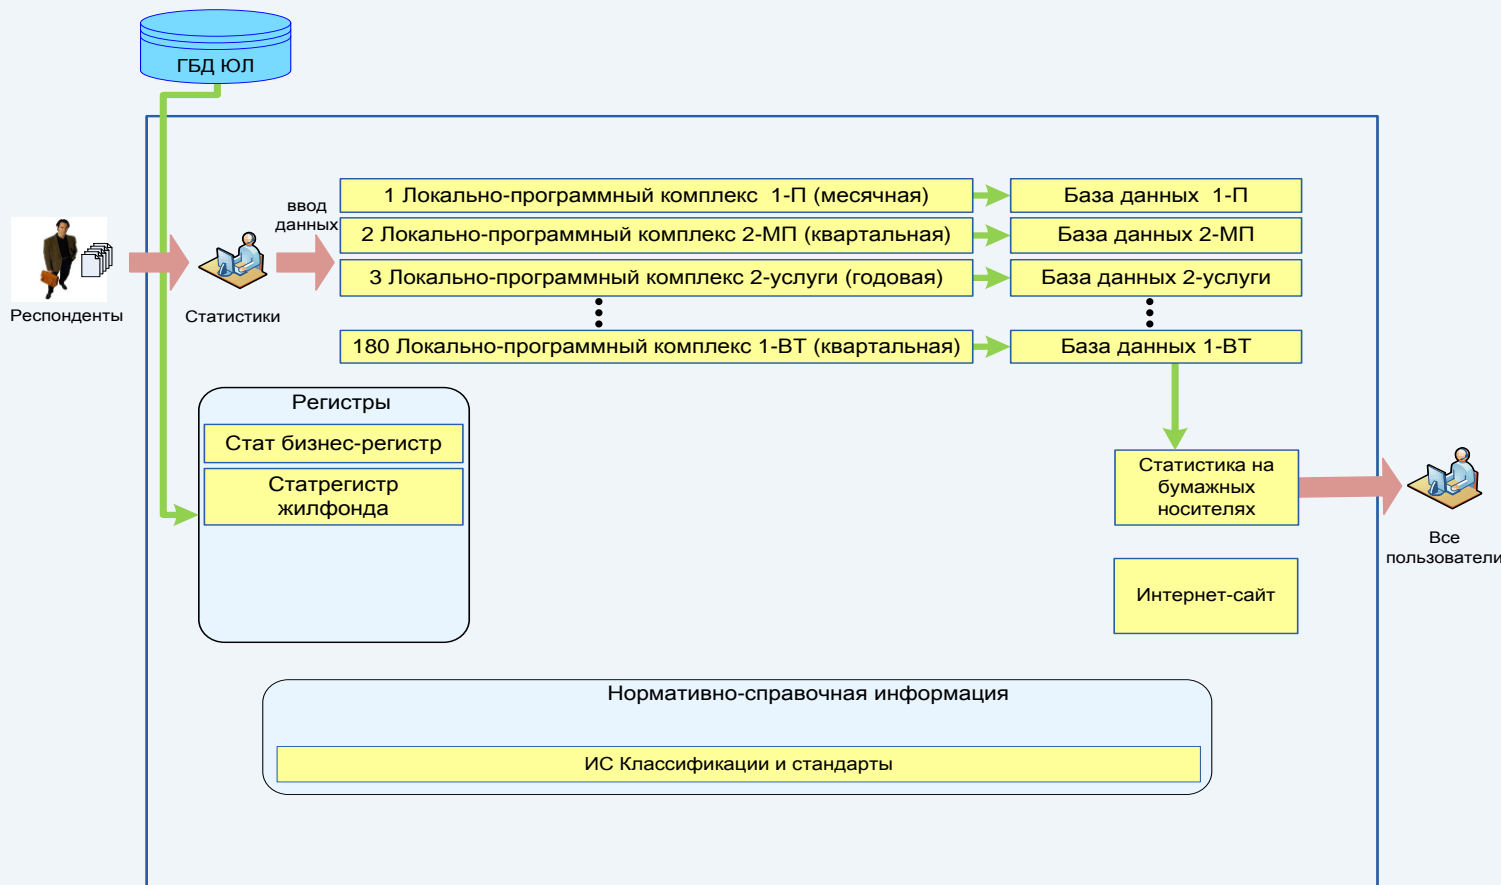 ГБД ЮЛ
ввод
данных
1 Локально-программный комплекс 1-П (месячная)
База данных 1-П
2 Локально-программный комплекс 2-МП (квартальная)
База данных 2-МП
3 Локально-программный комплекс 2-услуги (годовая)
База данных 2-услуги
Респонденты
Статистики
180 Локально-программный комплекс 1-ВТ (квартальная)
База данных 1-ВТ
Регистры
Стат бизнес-регистр
Статрегистр
жилфонда
Статистика на
бумажных
носителях
Все
пользователи
Интернет-сайт
Нормативно-справочная информация
ИС Классификации и стандарты